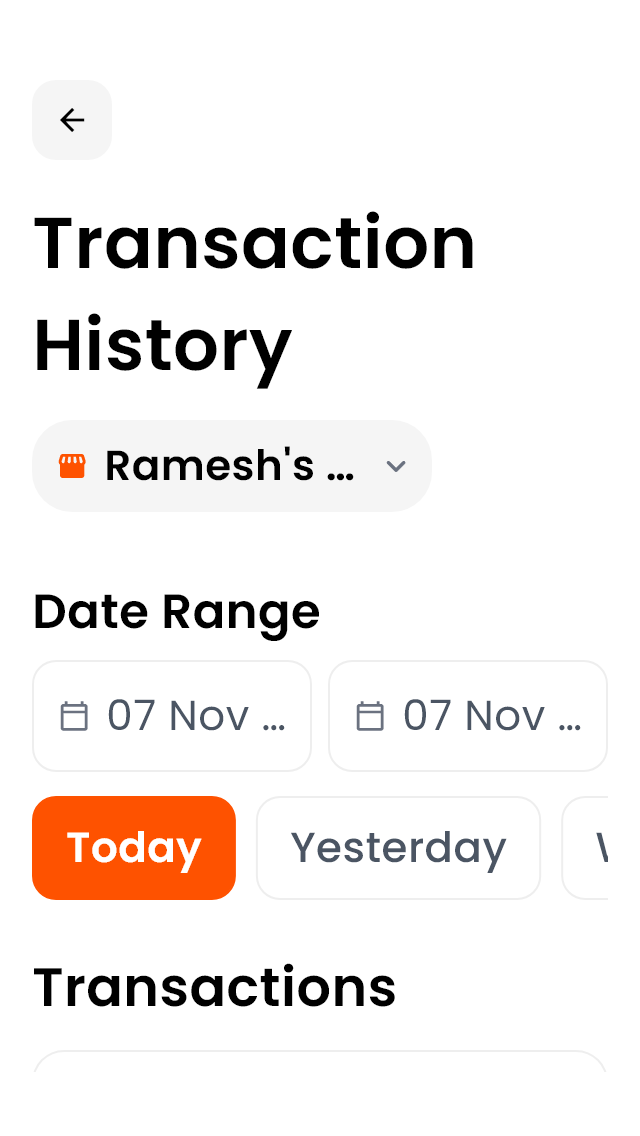 Transaction
History
Ramesh's ...
Date Range
07 Nov ... 07 Nov ...
Today Yesterday
Transactions